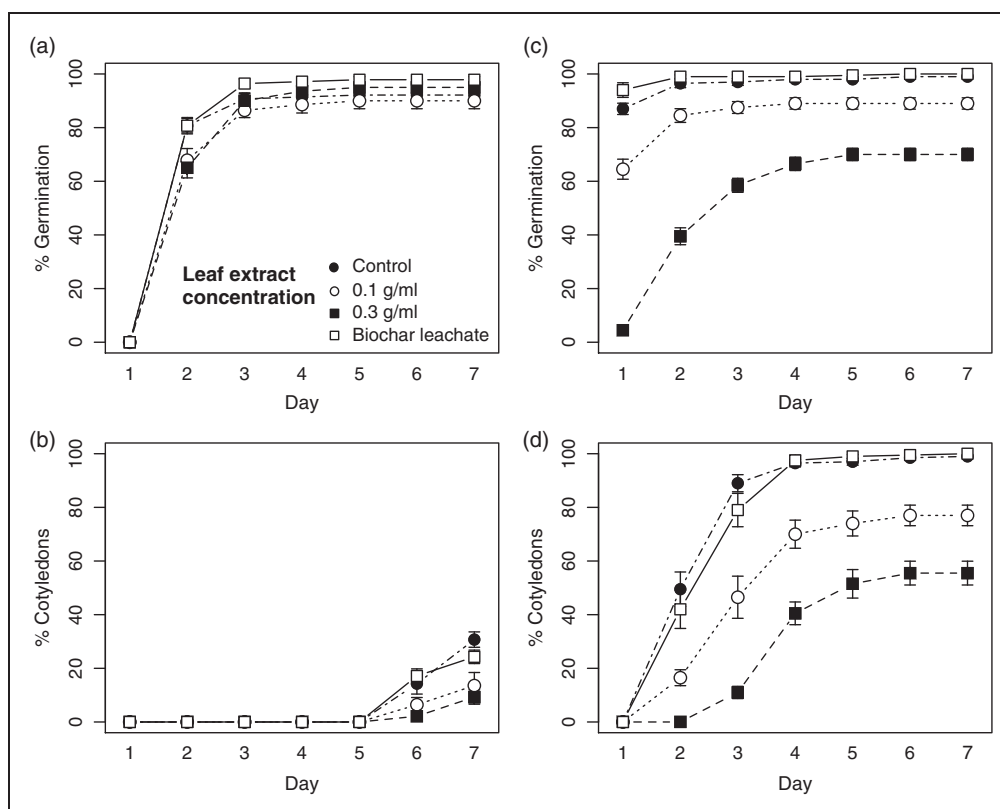 (a)
% Germination
100
80
60
40
20
0
Leaf extract
concentration
Control
0.1 g/ml
0.3 g/ml
Biochar leachate
1 2 3 4 5 6 7
Day
(c)
% Germination
100
80
60
40
20
0
1 2 3 4 5 6 7
Day
(b)
% Cotyledons
100
80
60
40
20
0
1 2 3 4 5 6 7
Day
(d)
% Cotyledons
100
80
60
40
20
0
1 2 3 4 5 6 7
Day